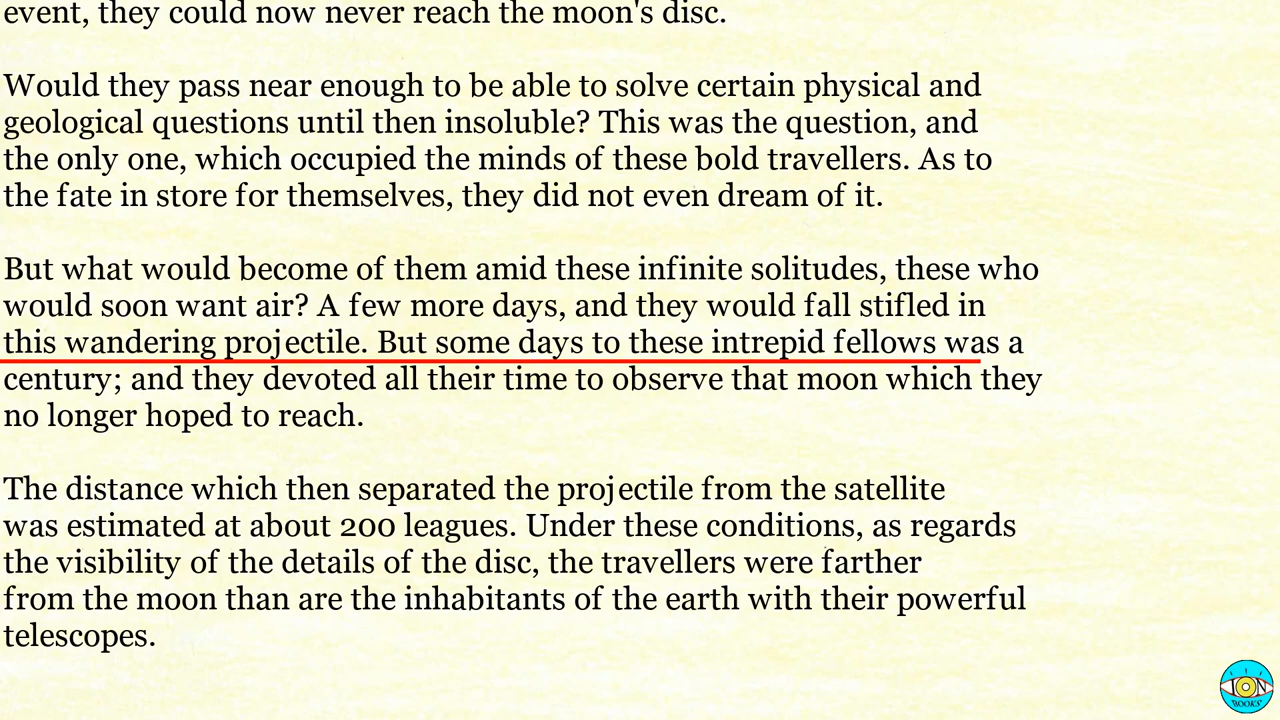 event, they could now never reach the moon's disc.
Would they pass near enough to be able to solve certain physical and
geological questions until then insoluble? This was the question, and
the only one, which occupied the minds of these bold travellers. As to
the fate in store for themselves, they did not even dream of it.
But what would become of them amid these infinite solitudes, these who
would soon want air? A few more days, and they would fall stifled in
this wandering projectile. But some days to these intrepid fellows was a
century; and they devoted all their time to observe that moon which they
no longer hoped to reach.
The distance which then separated the projectile from the satellite
was estimated at about 200 leagues. Under these conditions, as regards
the visibility of the details of the disc, the travellers were farther
from the moon than are the inhabitants of the earth with their powerful
telescopes.
ION
BOOKS